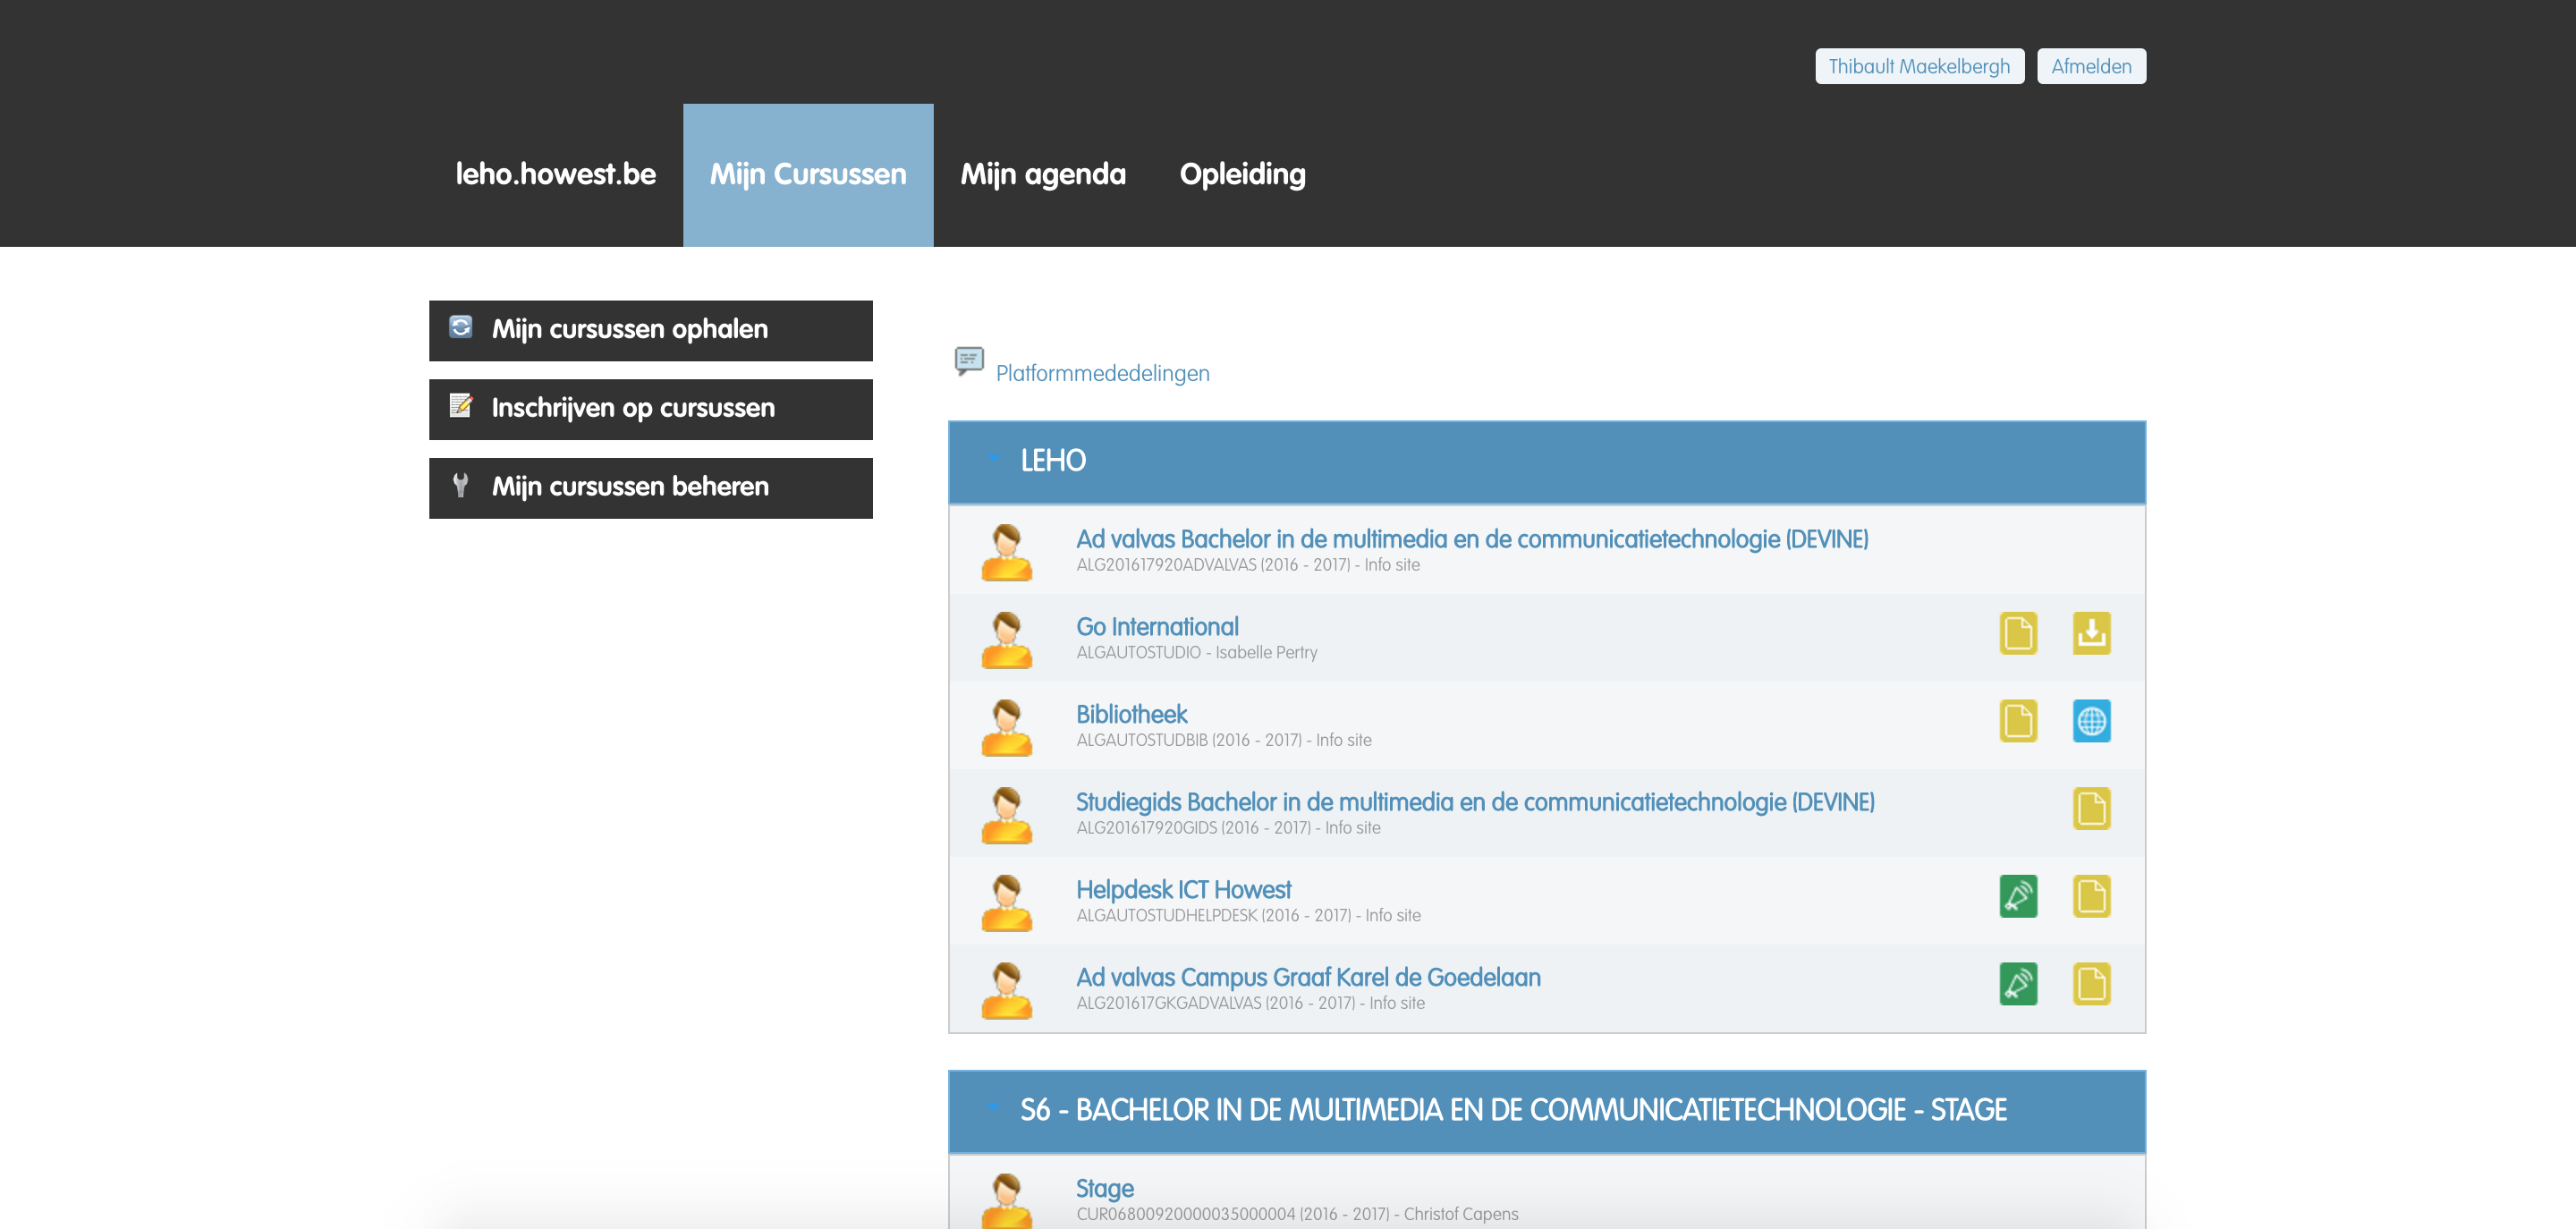 Thibault Maekelbergh
Afmelden
leho.howest.be
Mijn Cursussen
Mijn agenda
Opleiding
Mijn cursussen ophalen
Inschrijven op cursussen
Mijn cursussen beheren
Platformmededelingen
LEHO
Ad valvas Bachelor in de multimedia en de communicatietechnologie (DEVINE)
ALG201617920ADVALVAS (2016 - 2017) - Info site
Go International
ALGAUTOSTUDIO - Isabelle Pertry
Bibliotheek
ALGAUTOSTUDBIB (2016 - 2017) - Info site
Studiegids Bachelor in de multimedia en de communicatietechnologie (DEVINE)
ALG201617920GIDS (2016 - 2017) - Info site
Helpdesk ICT Howest
ALGAUTOSTUDHELPDESK (2016 - 2017) - Info site
Ad valvas Campus Graaf Karel de Goedelaan
ALG201617GKGADVALVAS (2016 - 2017) - Info site
S6 - BACHELOR IN DE MULTIMEDIA EN DE COMMUNICATIETECHNOLOGIE - STAGE
Stage
CUR06800920000035000004 (2016 - 2017) - Christof Capens